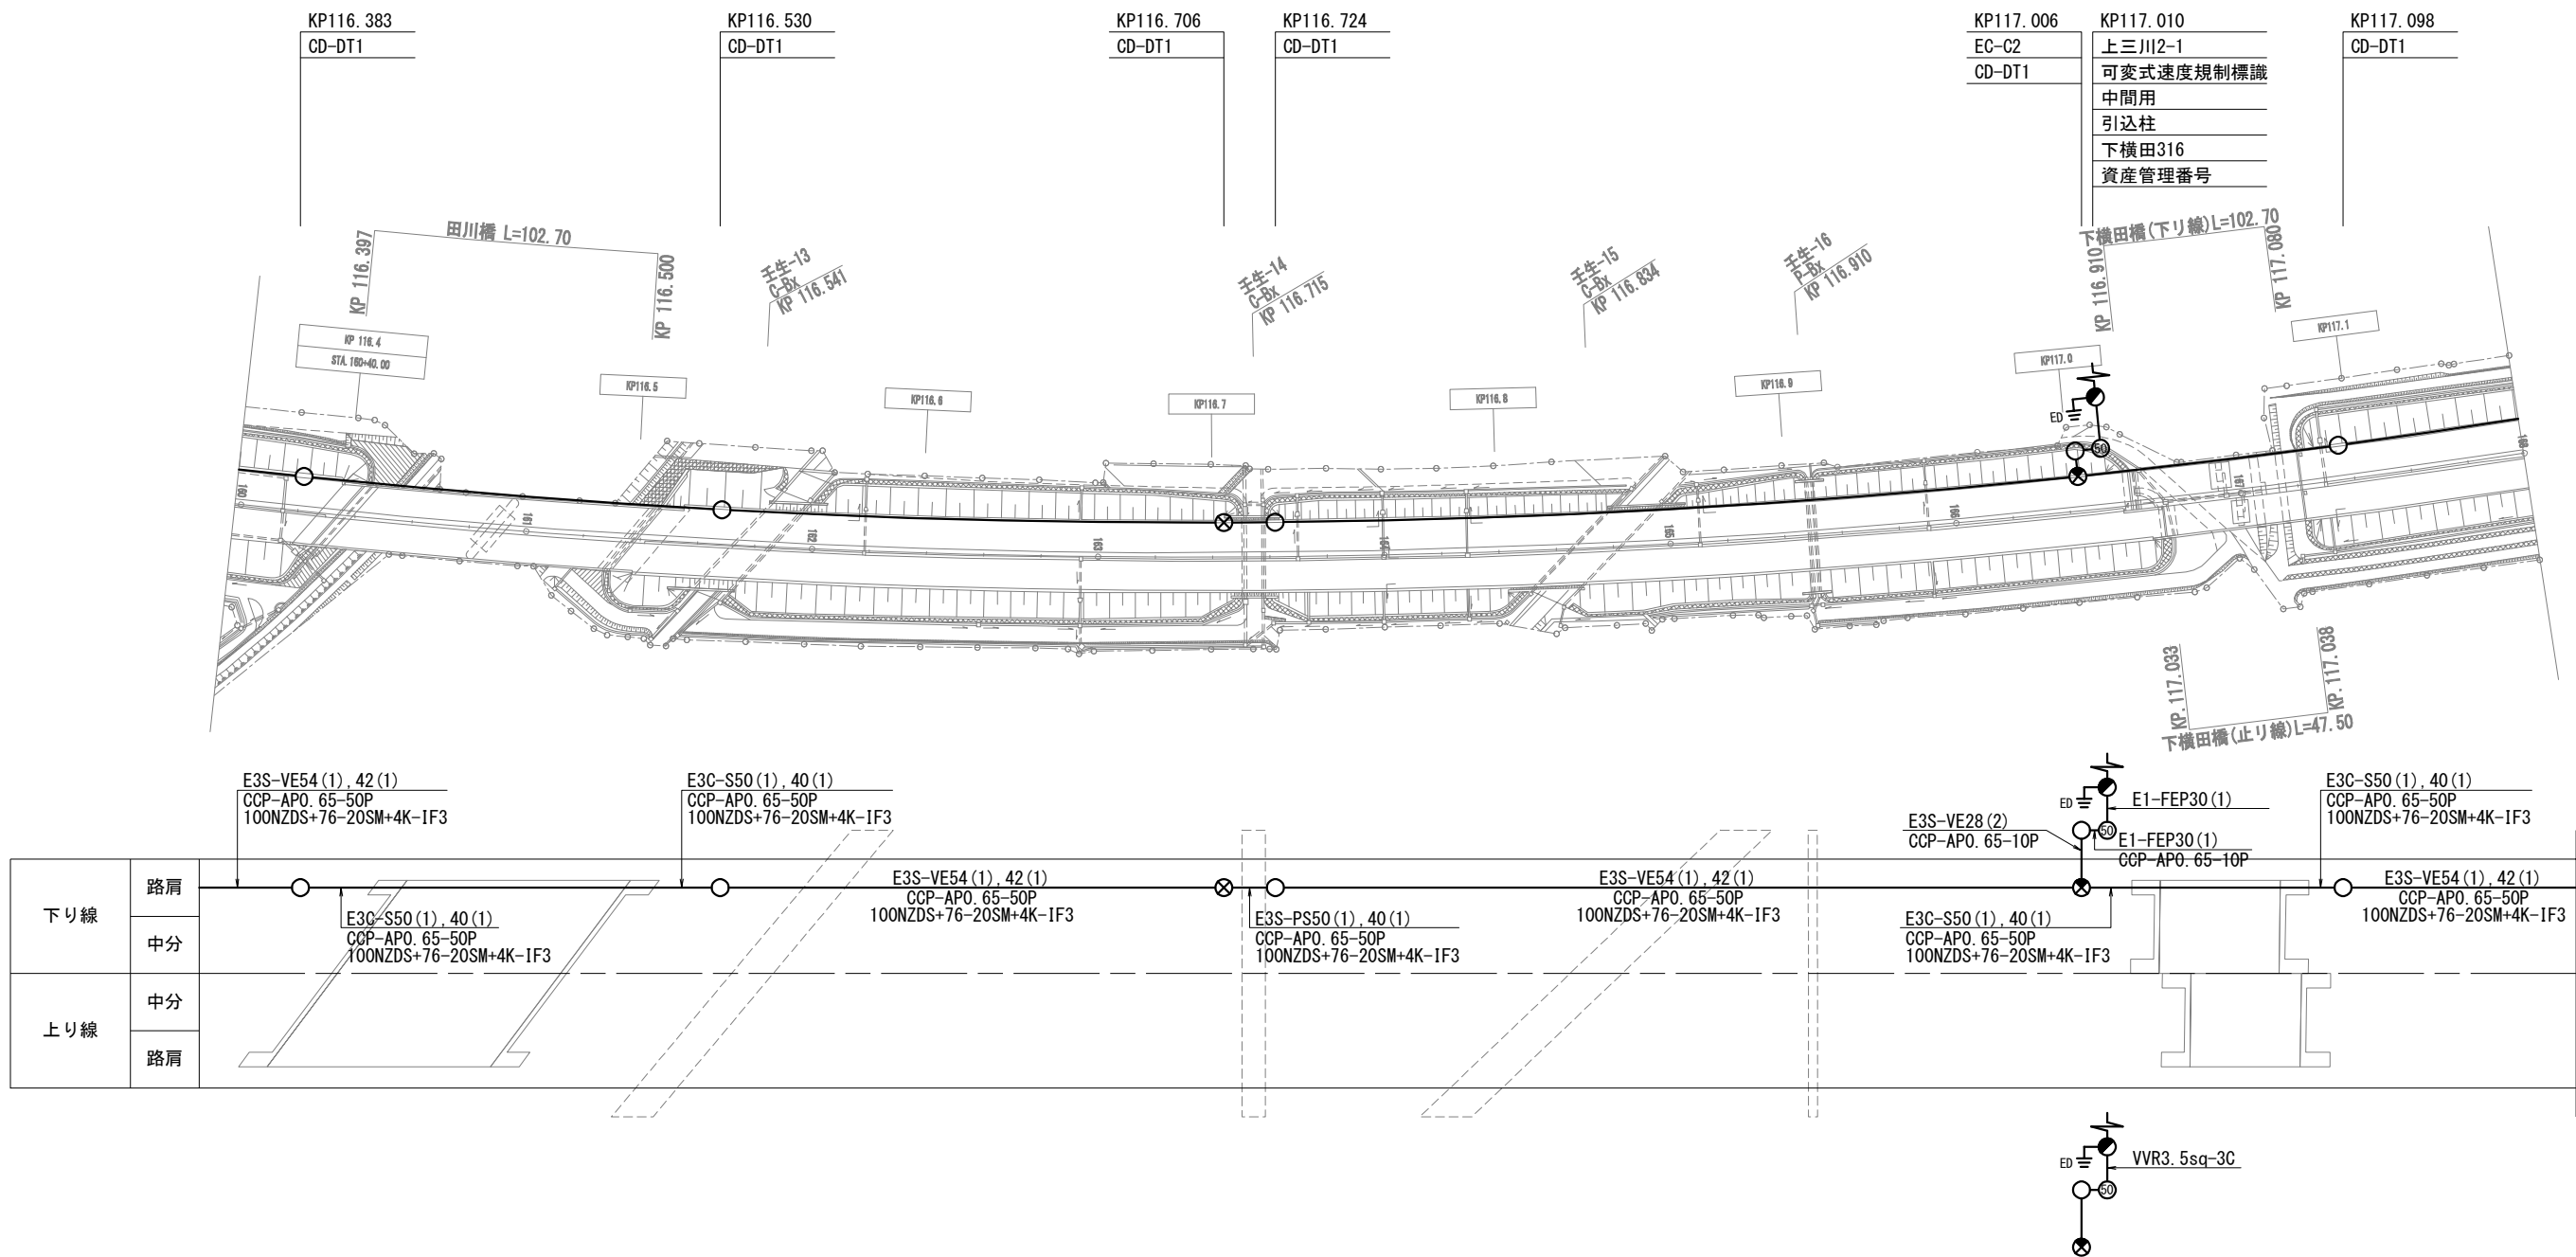 KP116.383
CD-DT1
KP116.530
CD-DT1
KP116.706
CD-DT1
KP116.724
CD-DT1
KP117.006
EC-C2
CD-DT1
KP117.010
上三川2-1
可変式速度規制標識
中間用
引込柱
下横田316
資産管理番号
KP117.098
CD-DT1
KP 116.397
田川橋 L=102.70
KP 116.500
壬生-13
C-Bx
KP 116.541
壬生-14
C-Bx
KP 116.715
壬生-15
C-Bx
KP 116.834
壬生-16
P-Bx
KP 116.910
KP 116.910
下横田橋(下り線)L=102.70
KP 117.080
KP 116.4
STA.160+40.00
KP116.5
KP116.6
KP116.7
KP116.8
KP116.9
KP117.0
KP117.1
ED
50
160
161
162
163
164
165
166
167
168
KP.117.033
KP.117.038
下横田橋(止リ線)L=47.50
E3S-VE54(1),42(1)
CCP-AP0.65-50P
100NZDS+76-20SM+4K-IF3
E3C-S50(1),40(1)
CCP-AP0.65-50P
100NZDS+76-20SM+4K-IF3
ED
E1-FEP30(1)
50
E3S-VE28(2)
CCP-AP0.65-10P
E1-FEP30(1)
CCP-AP0.65-10P
E3C-S50(1),40(1)
CCP-AP0.65-50P
100NZDS+76-20SM+4K-IF3
下り線
路肩
中分
E3C-S50(1),40(1)
CCP-AP0.65-50P
100NZDS+76-20SM+4K-IF3
E3S-VE54(1),42(1)
CCP-AP0.65-50P
100NZDS+76-20SM+4K-IF3
E3S-PS50(1),40(1)
CCP-AP0.65-50P
100NZDS+76-20SM+4K-IF3
E3S-VE54(1),42(1)
CCP-AP0.65-50P
100NZDS+76-20SM+4K-IF3
E3C-S50(1),40(1)
CCP-AP0.65-50P
100NZDS+76-20SM+4K-IF3
E3S-VE54(1),42(1)
CCP-AP0.65-50P
100NZDS+76-20SM+4K-IF3
上り線
中分
路肩
ED
VVR3.5sq-3C
50